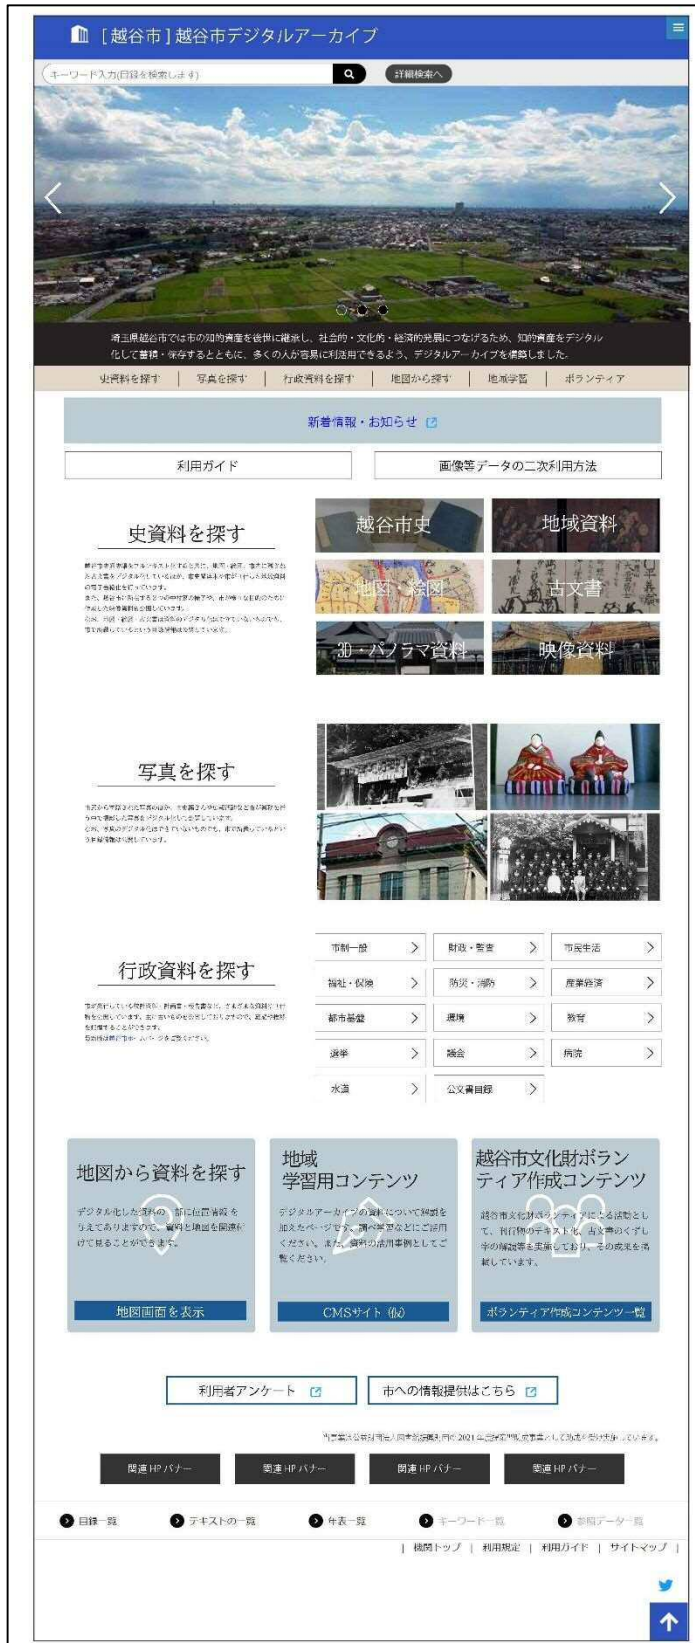 [越谷市]越谷市デジタルアーカイブ
キーワード入力(目録を検索します)
詳細検索へ
埼玉県越谷市では市の知的資産を後世に継承し、社会的・文化的・経済的発展につなげるため、知的資産をデジタル
化して蓄積・保存するとともに、多くの人が容易に利活用できるよう、デジタルアーカイブを構築しました。
史資料を探す | 写真を探す | 行政資料を探す | 地図から探す | 地域学習 | ボランティア
新着情報・お知らせ
利用ガイド
画像等データの二次利用方法
史資料を探す
越谷市史
地域資料
地図・絵図
古文書
3D・パノラマ資料
映像資料
写真を探す
行政資料を探す
市制一般
財政・監査
市民生活
福祉・保険
防災・消防
産業経済
都市基盤
環境
教育
選挙
議会
病院
水道
公文書目録
地図から資料を探す
デジタル化した資料の一部に位置情報を
与えてありますので、資料と地図を関連付
けて見ることができます。
地図画面を表示
地域
学習用コンテンツ
デジタルアーカイブの資料について解説を
加えたページです。調べ学習などにご活用
ください。また、資料の活用事例としてご
覧ください。
CMSサイト（仮）
越谷市文化財ボラン
ティア作成コンテンツ
越谷市文化財ボランティアによる活動とし
て、刊行物のテキスト化、古文書のくずし
字の解読等を実施しており、その成果を掲
載しています。
ボランティア作成コンテンツ一覧
利用者アンケート
市への情報提供はこちら
関連HPバナー
関連HPバナー
関連HPバナー
関連HPバナー
目録一覧
テキストの一覧
年表一覧
キーワード一覧
参照データ一覧
| 機関トップ | 利用規定 | 利用ガイド | サイトマップ |